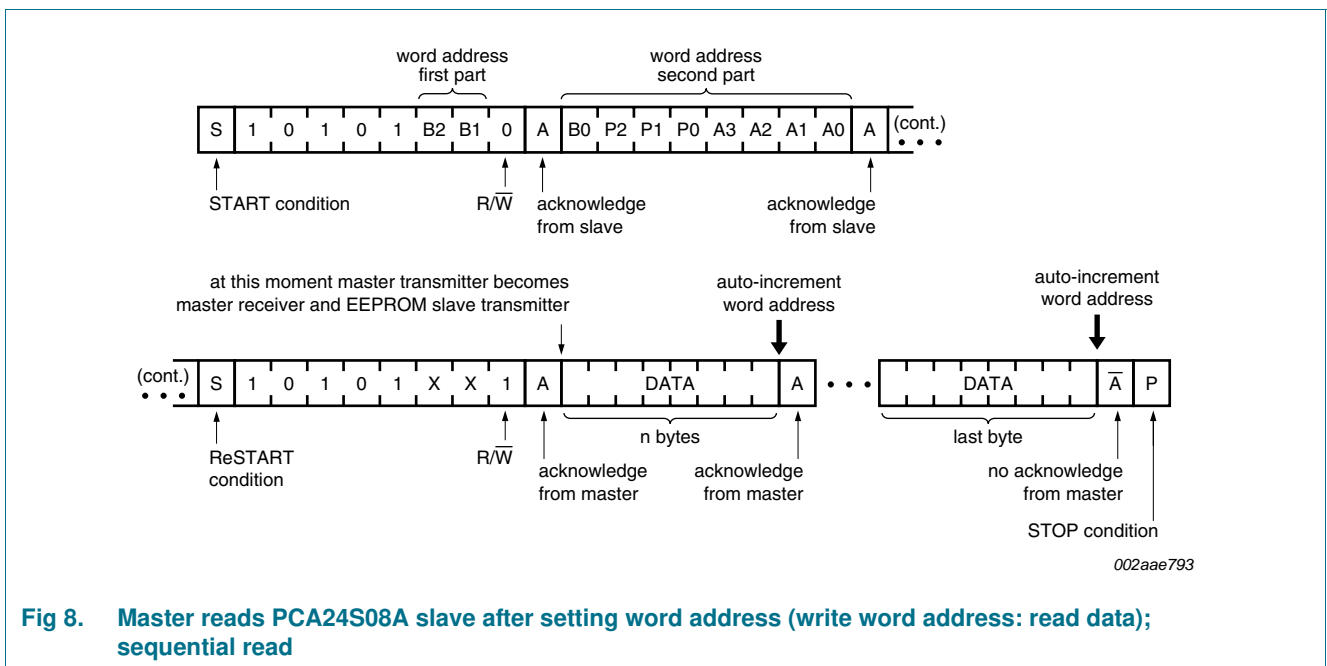 word address
first part
word address
second part
S 1 0 1 0 1 B2 B1 0 A B0 P2 P1 P0 A3 A2 A1 A0 A (cont.)
START condition
R/W̅
acknowledge
from slave
acknowledge
from slave
at this moment master transmitter becomes
master receiver and EEPROM slave transmitter
auto-increment
word address
auto-increment
word address
(cont.) S 1 0 1 0 1 X X 1 A DATA A DATA A̅ P
n bytes
last byte
ReSTART
condition
R/W̅
acknowledge
from master
acknowledge
from master
no acknowledge
from master
STOP condition
002aae793
Fig 8. Master reads PCA24S08A slave after setting word address (write word address: read data);
sequential read